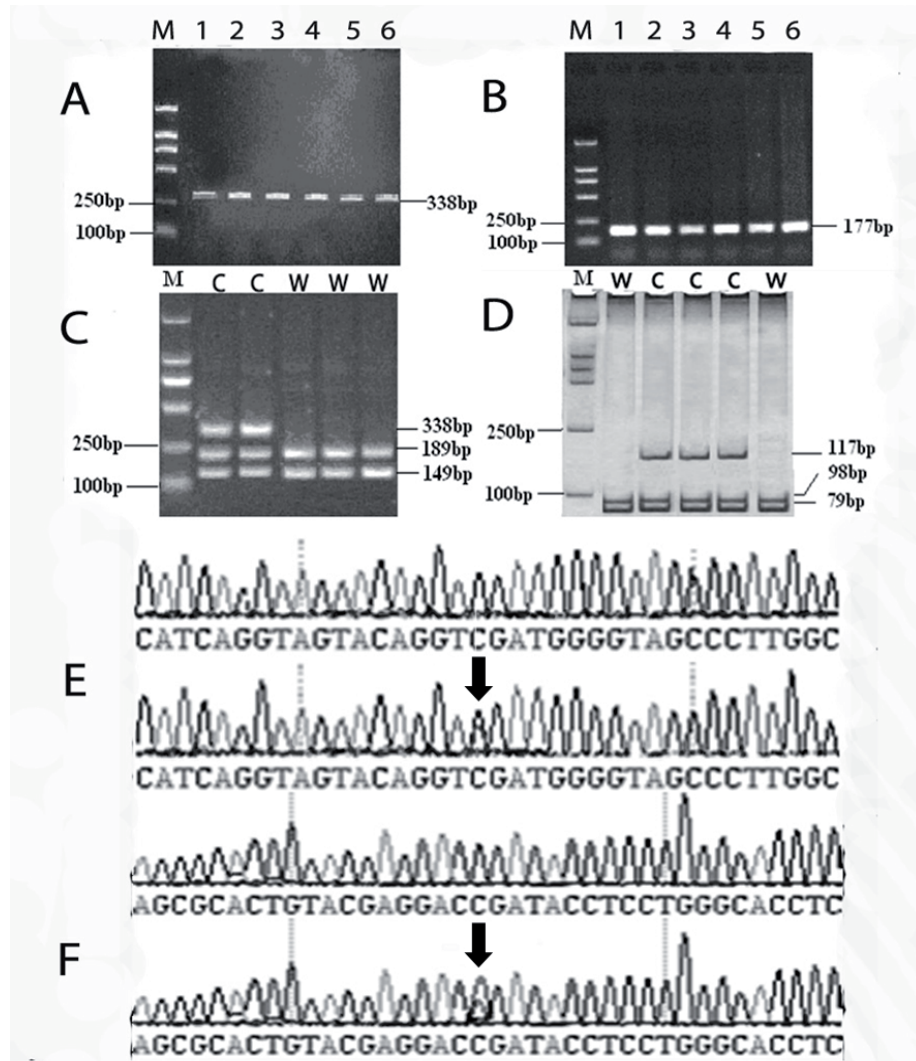 M 1 2 3 4 5 6
A
250bp
100bp
338bp
M 1 2 3 4 5 6
B
250bp
100bp
177bp
M C C W W W
C
250bp
100bp
338bp
189bp
149bp
M W C C C W
D
250bp
100bp
117bp
98bp
79bp
CATCAGGTAGTACAGGTCGATGGGGTAGCCCTTGGC
E
CATCAGGTAGTACAGGTCGATGGGGTAGCCCTTGGC
AGCGCACTGTACGAGGACCGATACCTCCTGGGCACCTC
F
AGCGCACTGTACGAGGACCGATACCTCCTGGGCACCTC